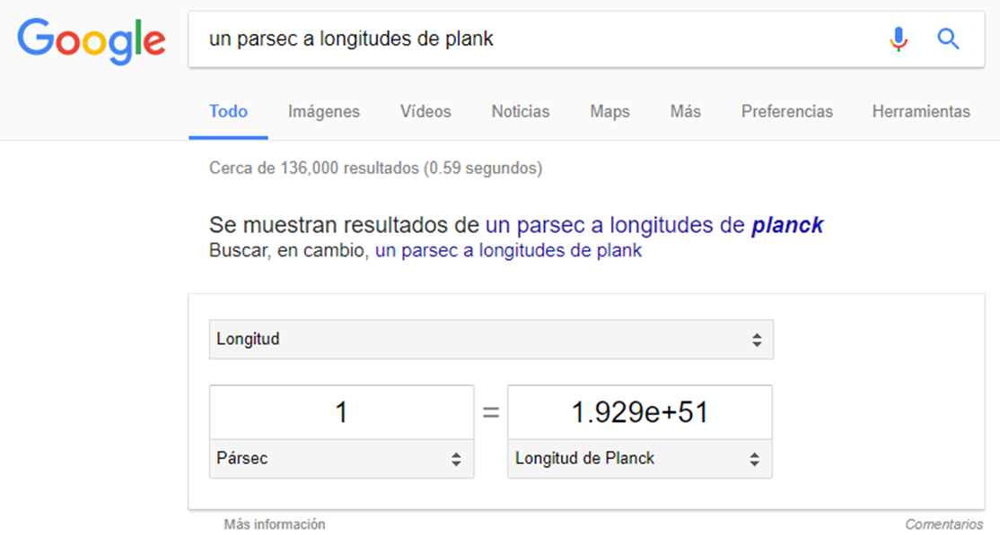 Google
un parsec a longitudes de plank
Todo Imágenes Vídeos Noticias Maps Más Preferencias Herramientas
Cerca de 136,000 resultados (0.59 segundos)
Se muestran resultados de un parsec a longitudes de planck
Buscar, en cambio, un parsec a longitudes de plank
Longitud
1 = 1.929e+51
Pársec Longitud de Planck
Más información Comentarios